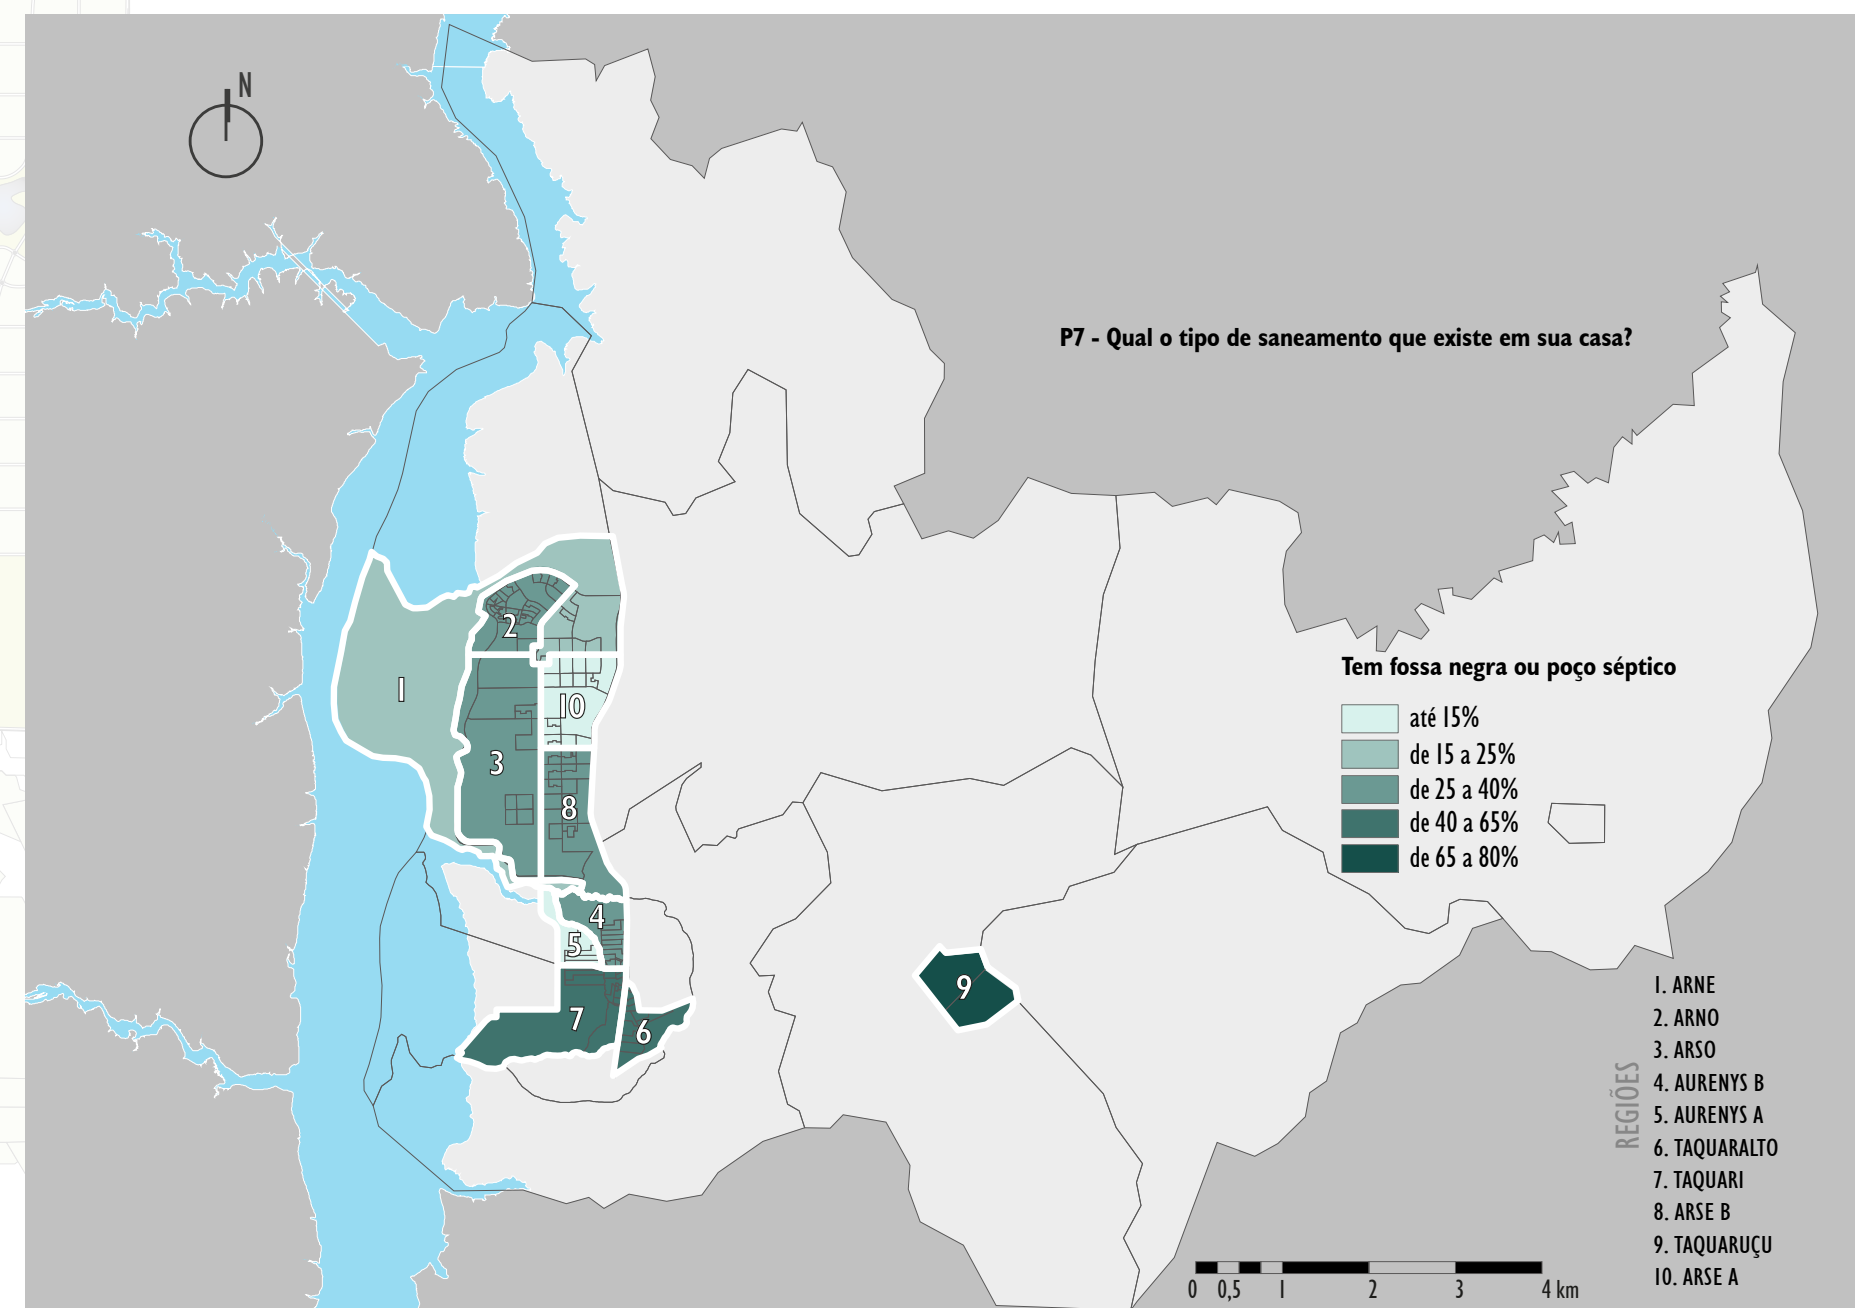 N
P7 - Qual o tipo de saneamento que existe em sua casa?
2
1
10
3
8
4
5
7
6
9
Tem fossa negra ou poço séptico
até 15%
de 15 a 25%
de 25 a 40%
de 40 a 65%
de 65 a 80%
REGIÕES
1. ARNE
2. ARNO
3. ARSO
4. AURENYS B
5. AURENYS A
6. TAQUARALTO
7. TAQUARI
8. ARSE B
9. TAQUARUÇU
10. ARSE A
0 0,5 1 2 3 4 km